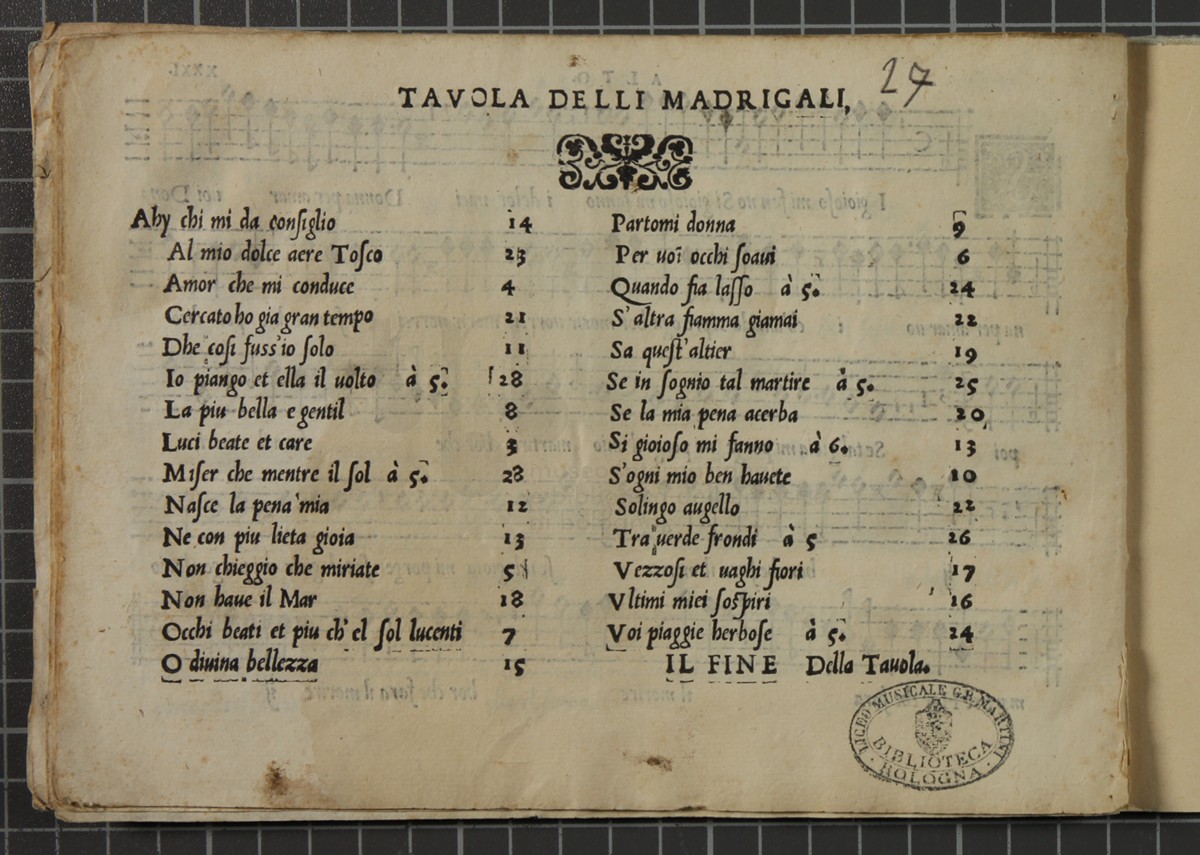 TAVOLA DELLI MADRIGALI,
27
Ahy chi mi da conſiglio 14
Al mio dolce aere Toſco 23
Amor che mi conduce 4
Cercato ho gia gran tempo 21
Dhe coſi fuss'io ſolo 11
Io piango et ella il uolto à 5. 28
La piu bella e gentil 8
Luci beate et care 3
Miſer che mentre il ſol à 5. 28
Naſce la pena mia 12
Ne con piu lieta gioia 13
Non chieggio che miriate 5
Non haue il Mar 18
Occhi beati et piu ch'el ſol lucenti 7
O diuina bellezza 15
Partomi donna 9
Per uoi occhi ſoaui 6
Quando fia laſſo à 5. 24
S'altra fiamma giamai 22
Sa queſt'altier 19
Se in ſognio tal martire à 5. 25
Se la mia pena acerba 20
Si gioioſo mi fanno à 6. 13
S'ogni mio ben hauete 10
Solingo augello 22
Tra uerde frondi à 5 26
Vezzoſi et uaghi fiori 17
Vltimi miei ſoſpiri 16
Voi piaggie herboſe à 5. 24
IL FINE Della Tauola.
LICEO MUSICALE G.B. MARTINI
BIBLIOTECA
BOLOGNA